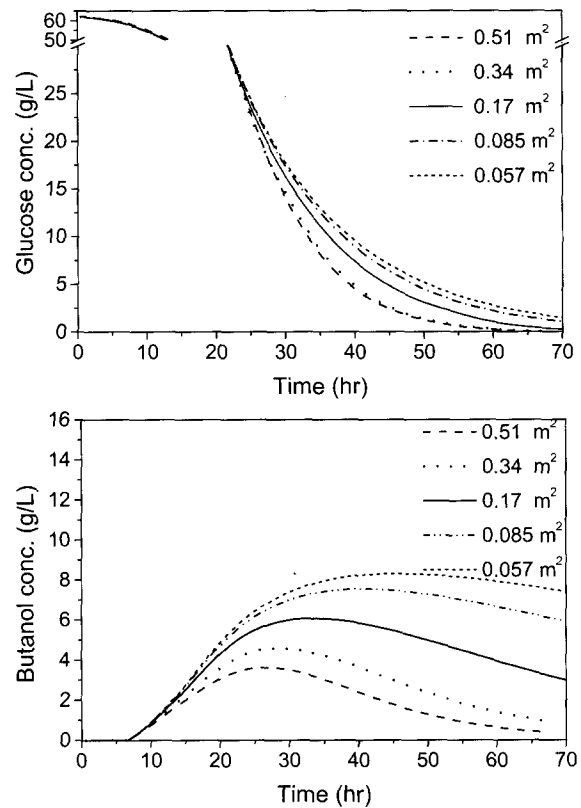 60
50
25
20
15
10
5
0
Glucose conc. (g/L)
0.51 m²
0.34 m²
0.17 m²
0.085 m²
0.057 m²
0 10 20 30 40 50 60 70
Time (hr)
16
14
12
10
8
6
4
2
0
Butanol conc. (g/L)
0.51 m²
0.34 m²
0.17 m²
0.085 m²
0.057 m²
0 10 20 30 40 50 60 70
Time (hr)